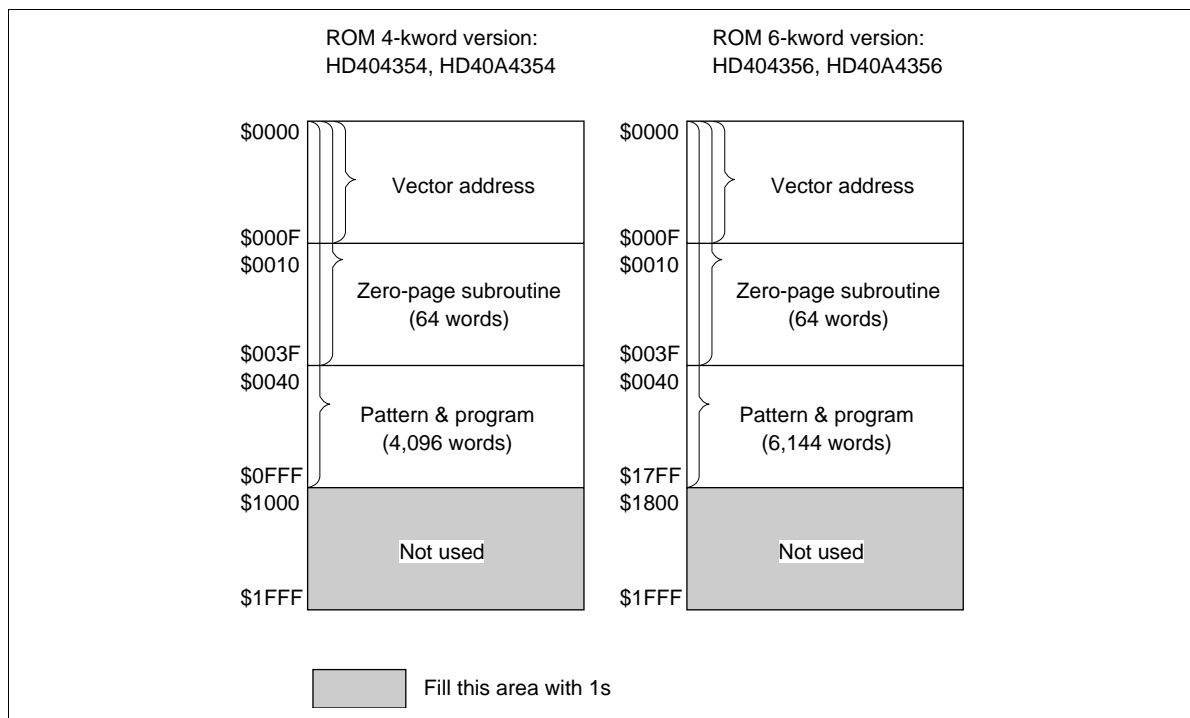 ROM 4-kword version:
HD404354, HD40A4354
$0000
Vector address
$000F
$0010
Zero-page subroutine
(64 words)
$003F
$0040
Pattern & program
(4,096 words)
$0FFF
$1000
Not used
$1FFF
ROM 6-kword version:
HD404356, HD40A4356
$0000
Vector address
$000F
$0010
Zero-page subroutine
(64 words)
$003F
$0040
Pattern & program
(6,144 words)
$17FF
$1800
Not used
$1FFF
Fill this area with 1s